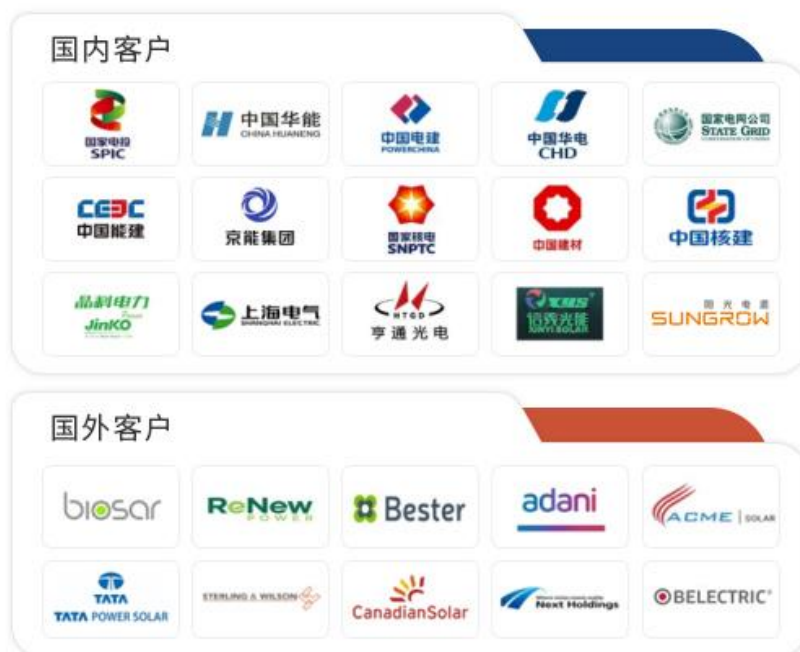 国内客户
国家电投
SPIC
中国华能
CHINA HUANENG
中国电建
POWERCHINA
中国华电
CHD
国家电网公司
STATE GRID
CORPORATION OF CHINA
CEEC
中国能建
京能集团
国家核电
SNPTC
中国建材
中国核建
晶科电力
Power
JinKO
上海电气
SHANGHAI ELECTRIC
HTGD
亨通光电
XYS
信义光能
XINYI SOLAR
阳光电源
SUNGROW
国外客户
biosar
ReNew
POWER
Bester
adani
ACME | SOLAR
TATA
TATA POWER SOLAR
STERLING & WILSON
CanadianSolar
Next Holdings
BELECTRIC®